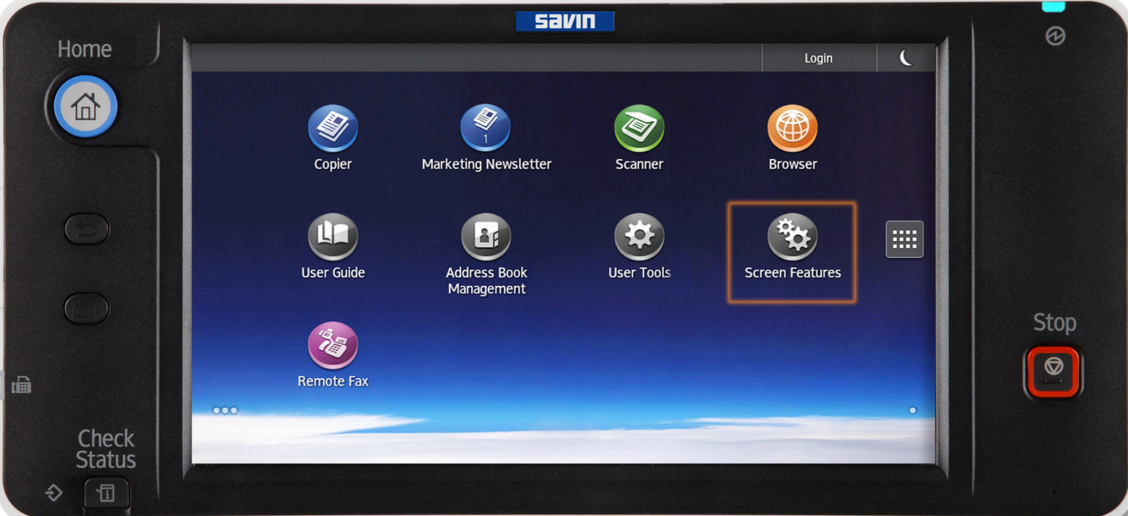 savin
Home
Login
Copier
1
Marketing Newsletter
Scanner
Browser
User Guide
Address Book
Management
User Tools
Screen Features
Stop
Remote Fax
Check
Status